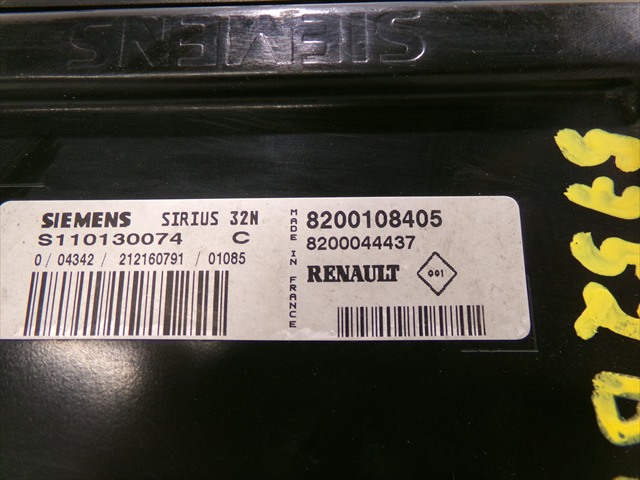 SIEMENS
SIEMENS SIRIUS 32N
S110130074 C
0 / 04342 / 212160791 / 01085
MADE IN FRANCE
8200108405
8200044437
RENAULT 001